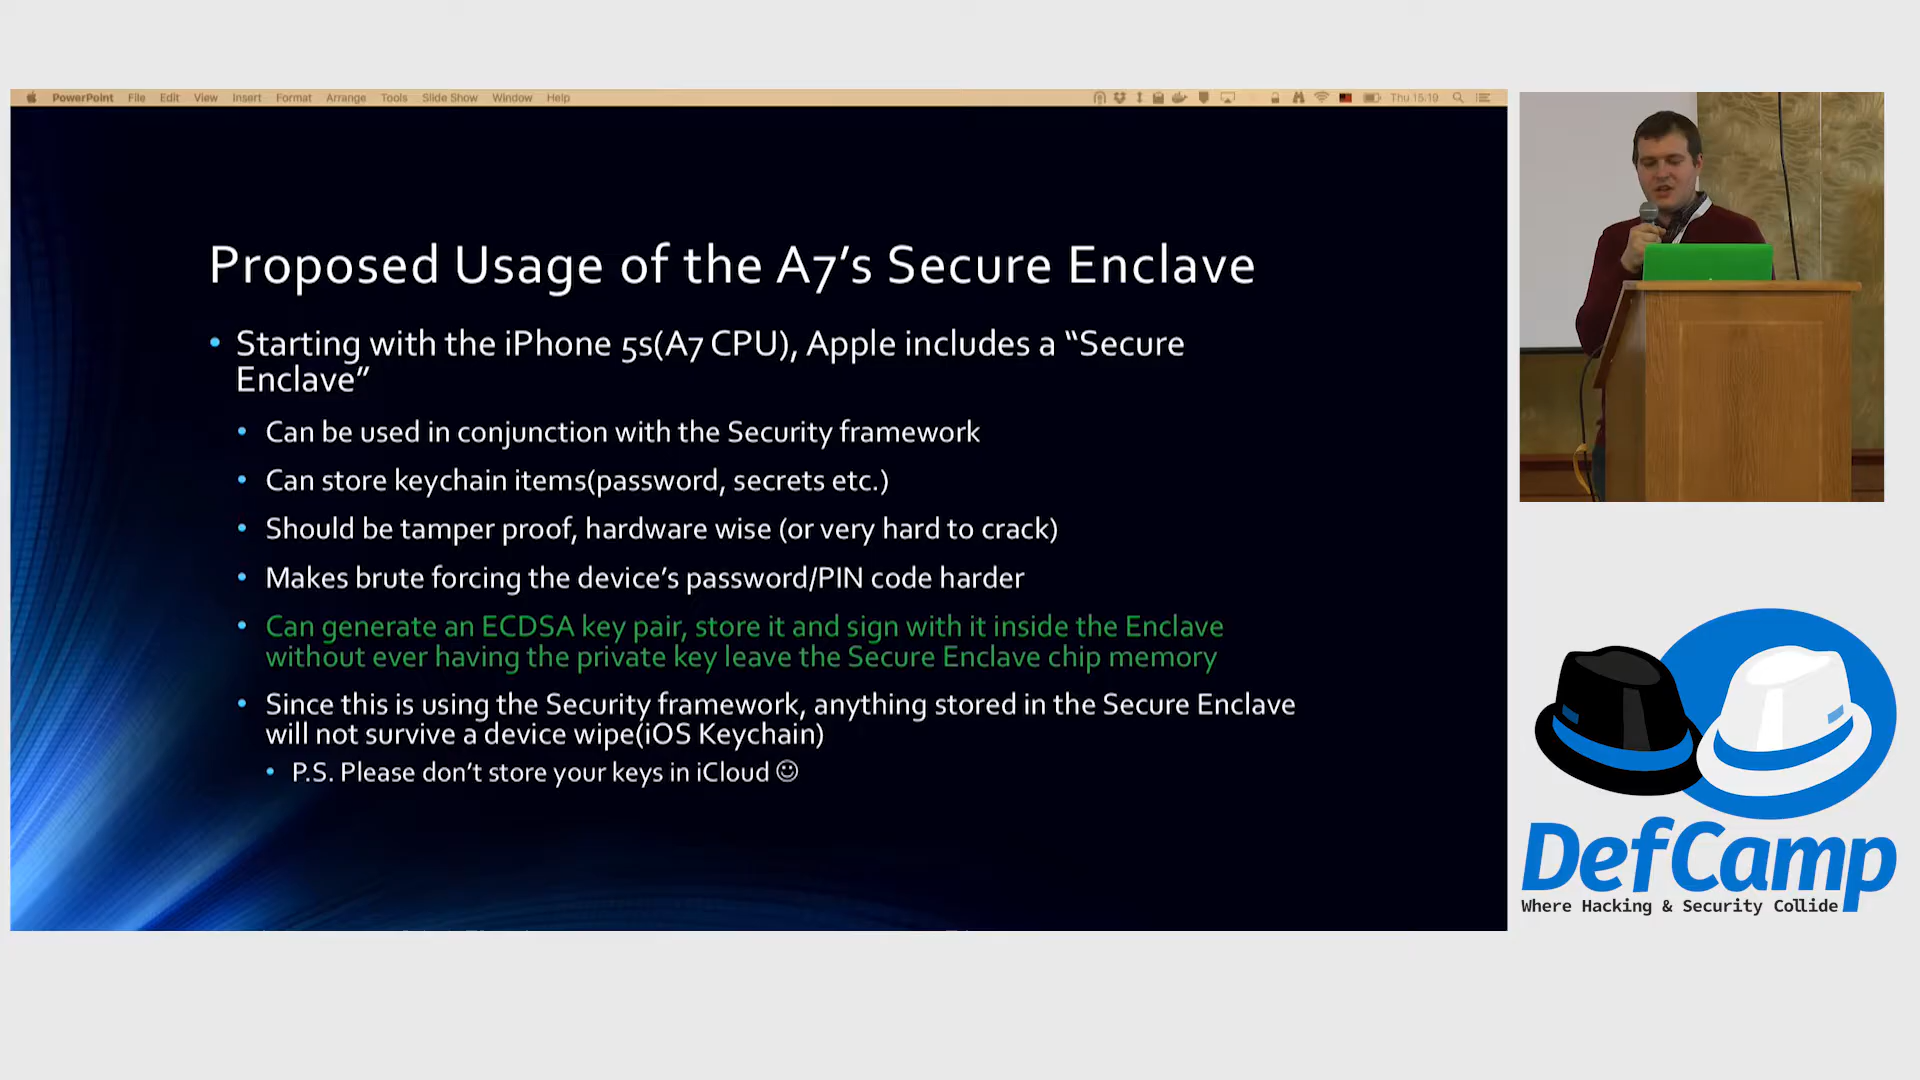 PowerPoint File Edit View Insert Format Arrange Tools Slide Show Window Help Thu 15:19
Proposed Usage of the A7’s Secure Enclave
• Starting with the iPhone 5s(A7 CPU), Apple includes a “Secure
Enclave”
• Can be used in conjunction with the Security framework
• Can store keychain items(password, secrets etc.)
• Should be tamper proof, hardware wise (or very hard to crack)
• Makes brute forcing the device’s password/PIN code harder
• Can generate an ECDSA key pair, store it and sign with it inside the Enclave
without ever having the private key leave the Secure Enclave chip memory
• Since this is using the Security framework, anything stored in the Secure Enclave
will not survive a device wipe(iOS Keychain)
• P.S. Please don’t store your keys in iCloud ☺
DefCamp
Where Hacking & Security Collide